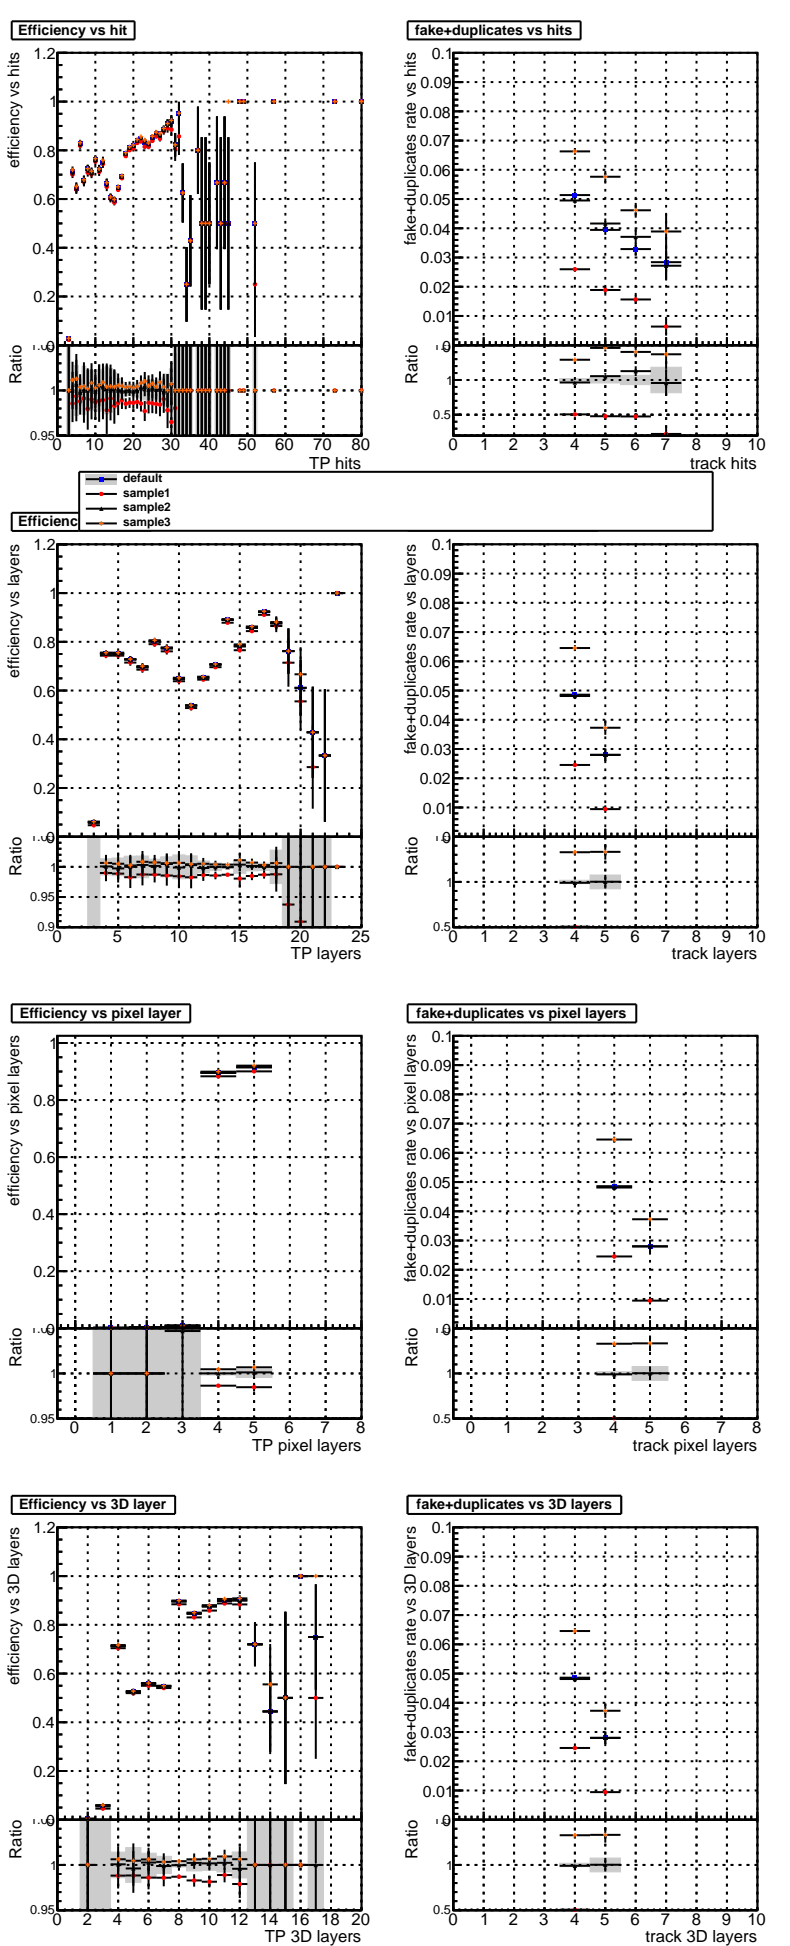 Efficiency vs hit
fake+duplicates vs hits
efficiency vs hits
1.2
1
0.8
0.6
0.4
0.2
Ratio
1
0.95
0 10 20 30 40 50 60 70 80
TP hits
fake+duplicates rate vs hits
0.1
0.09
0.08
0.07
0.06
0.05
0.04
0.03
0.02
0.01
Ratio
1
0.5
0 1 2 3 4 5 6 7 8 9 10
track hits
default
sample1
sample2
sample3
Efficienc
efficiency vs layers
1.2
1
0.8
0.6
0.4
0.2
Ratio
1
0.95
0.9
0 5 10 15 20 25
TP layers
fake+duplicates rate vs layers
0.1
0.09
0.08
0.07
0.06
0.05
0.04
0.03
0.02
0.01
Ratio
1
0.5
0 1 2 3 4 5 6 7 8 9 10
track layers
Efficiency vs pixel layer
fake+duplicates vs pixel layers
efficiency vs pixel layers
1
0.8
0.6
0.4
0.2
Ratio
1
0.95
0 1 2 3 4 5 6 7 8
TP pixel layers
fake+duplicates rate vs pixel layers
0.1
0.09
0.08
0.07
0.06
0.05
0.04
0.03
0.02
0.01
Ratio
1
0.5
0 1 2 3 4 5 6 7 8
track pixel layers
Efficiency vs 3D layer
fake+duplicates vs 3D layers
efficiency vs 3D layers
1.2
1
0.8
0.6
0.4
0.2
Ratio
1
0.95
0 2 4 6 8 10 12 14 16 18 20
TP 3D layers
fake+duplicates rate vs 3D layers
0.1
0.09
0.08
0.07
0.06
0.05
0.04
0.03
0.02
0.01
Ratio
1
0.5
0 1 2 3 4 5 6 7 8 9 10
track 3D layers